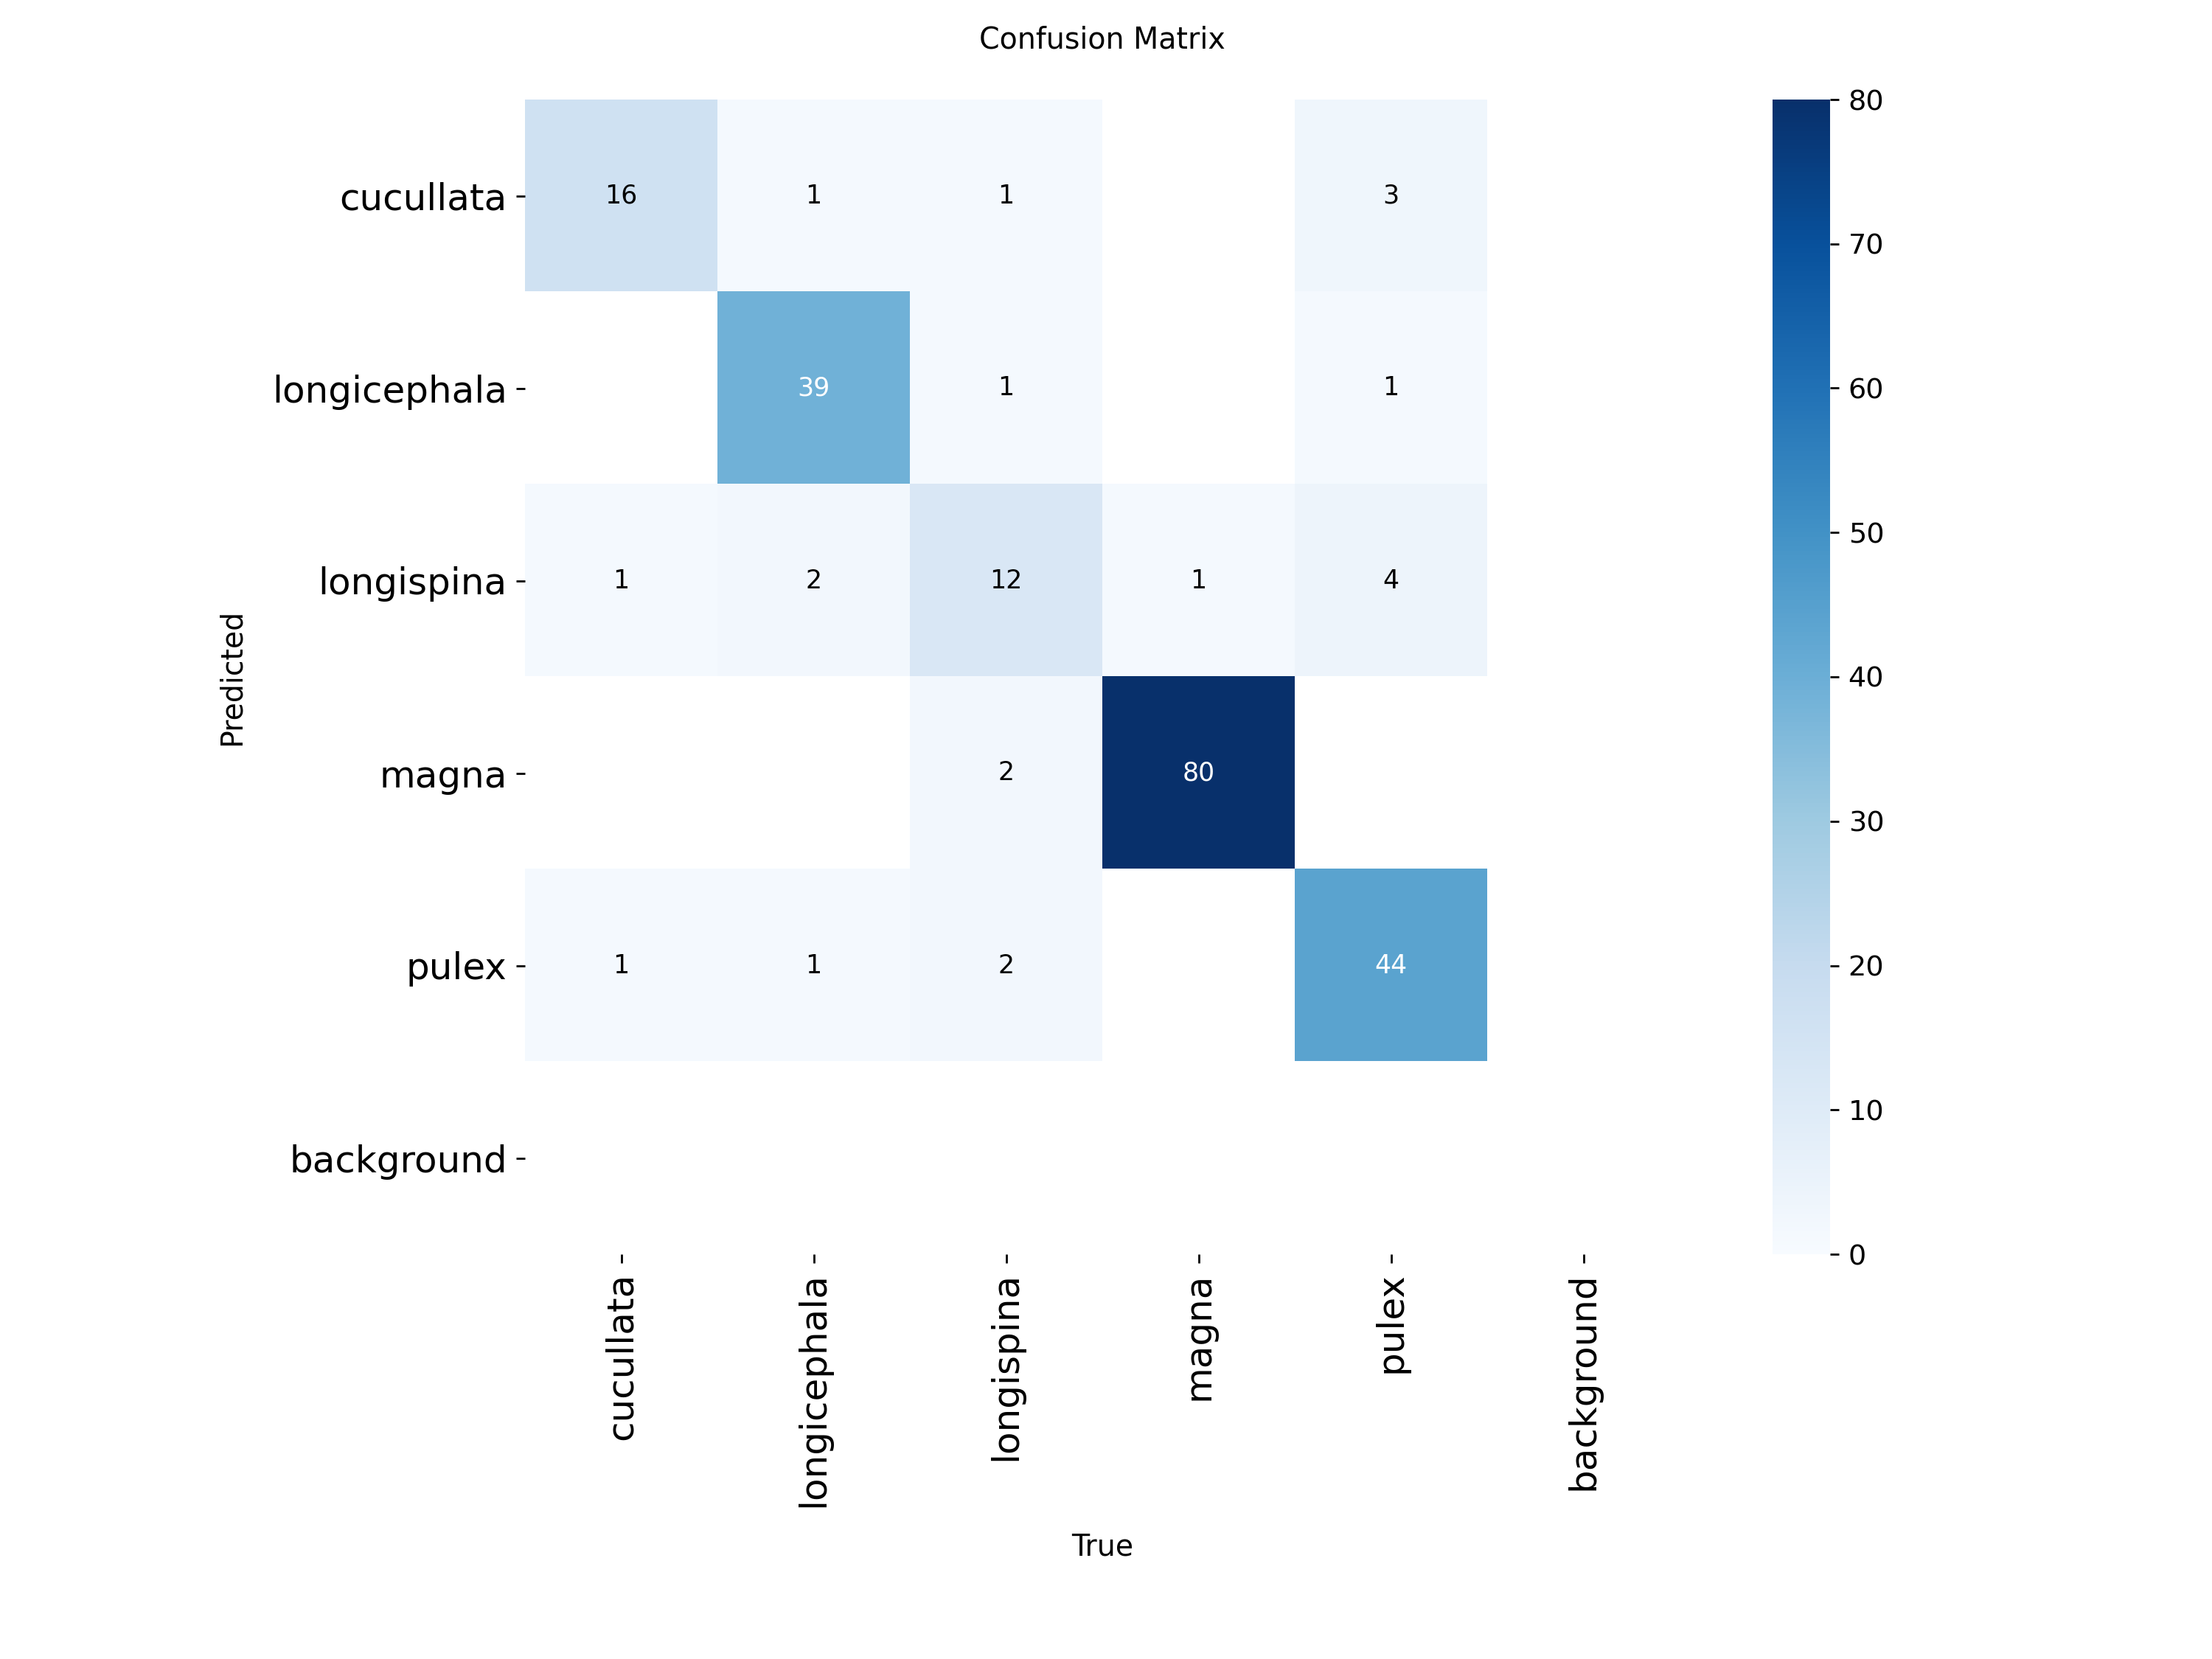 Confusion Matrix
cucullata
16 1 1 3
longicephala
39 1 1
longispina
1 2 12 1 4
magna
2 80
pulex
1 1 2 44
background
Predicted
cucullata
longicephala
longispina
magna
pulex
background
True
80
70
60
50
40
30
20
10
0